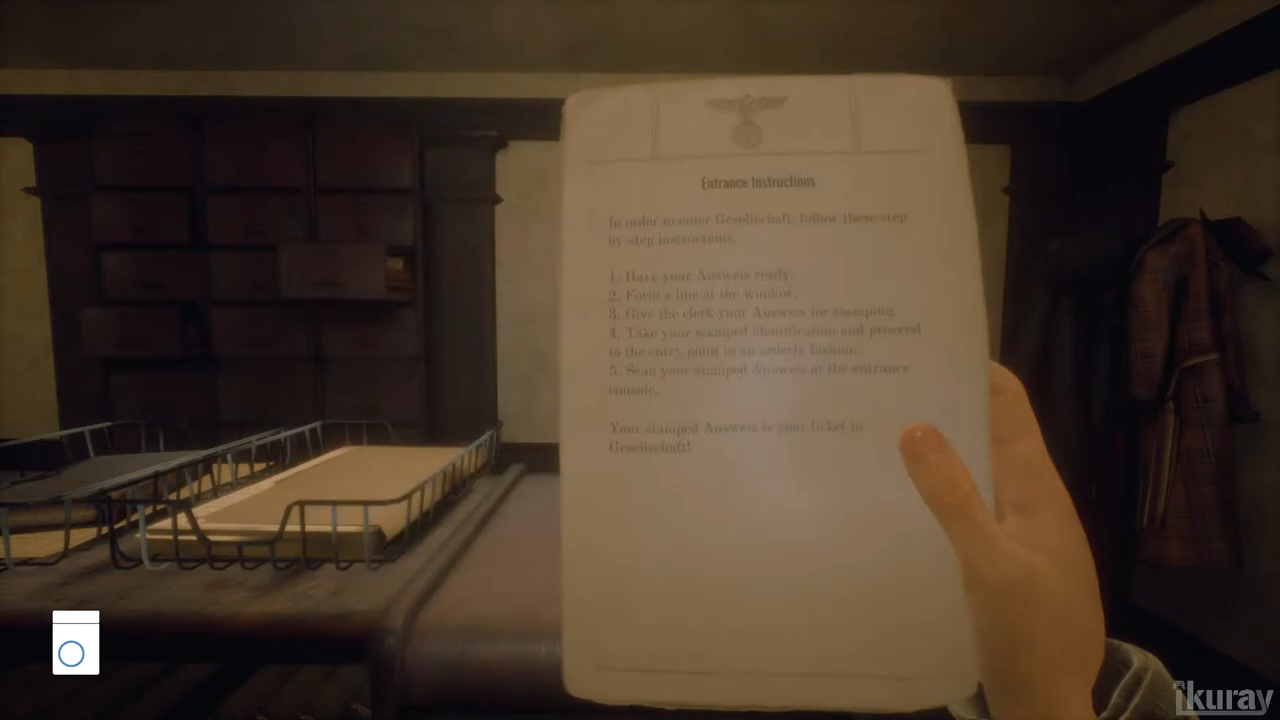 Entrance Instructions
In order to enter Gesellschaft, follow these step
by step instructions.
1. Have your Ausweis ready.
2. Form a line at the window.
3. Give the clerk your Ausweis for stamping
4. Take your stamped identification and proceed
to the entry point in an orderly fashion.
5. Scan your stamped Ausweis at the entrance
console.
Your stamped Ausweis is your ticket to
Gesellschaft!
ikuray